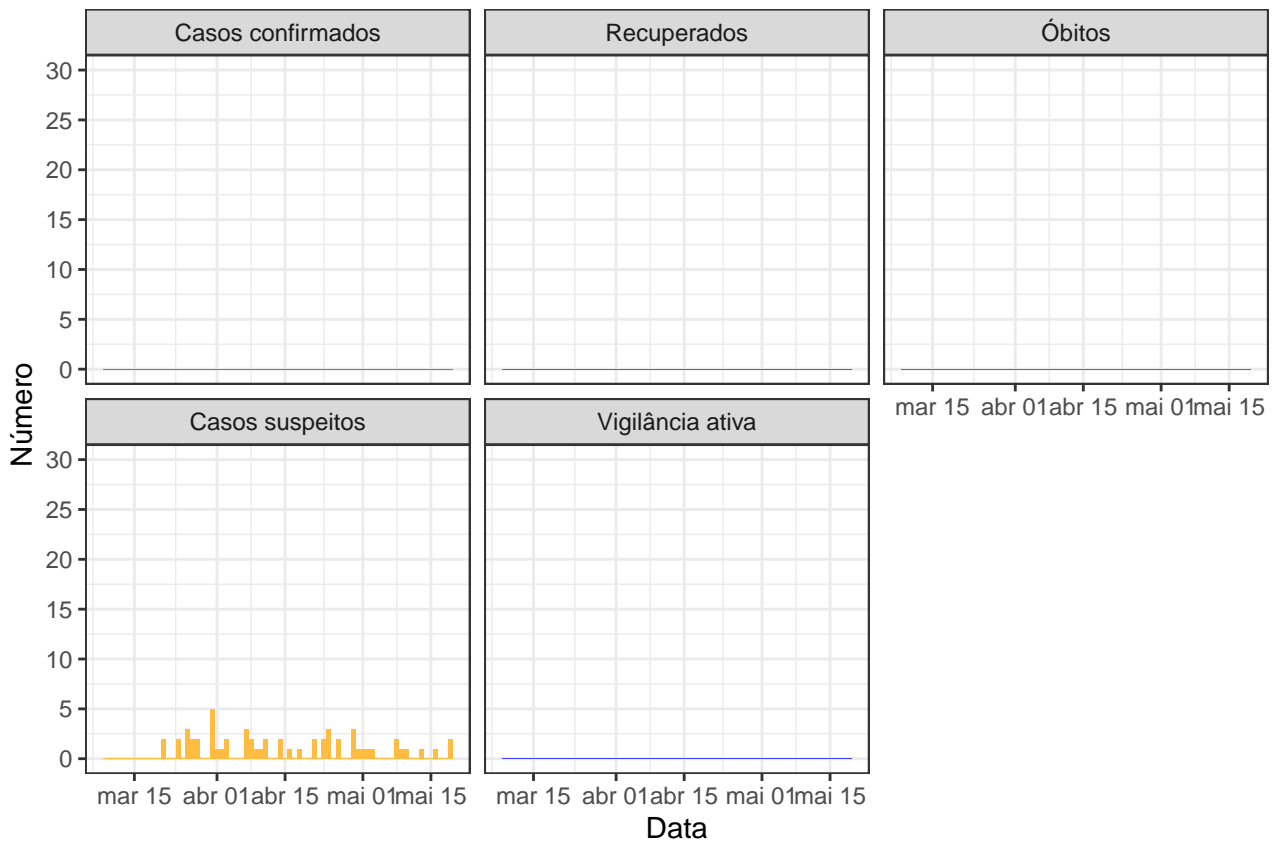 Casos confirmados
Recuperados
Óbitos
30
25
20
15
10
5
0
mar 15 abr 01 abr 15 mai 01 mai 15
Número
Casos suspeitos
Vigilância ativa
30
25
20
15
10
5
0
mar 15 abr 01 abr 15 mai 01 mai 15
mar 15 abr 01 abr 15 mai 01 mai 15
Data